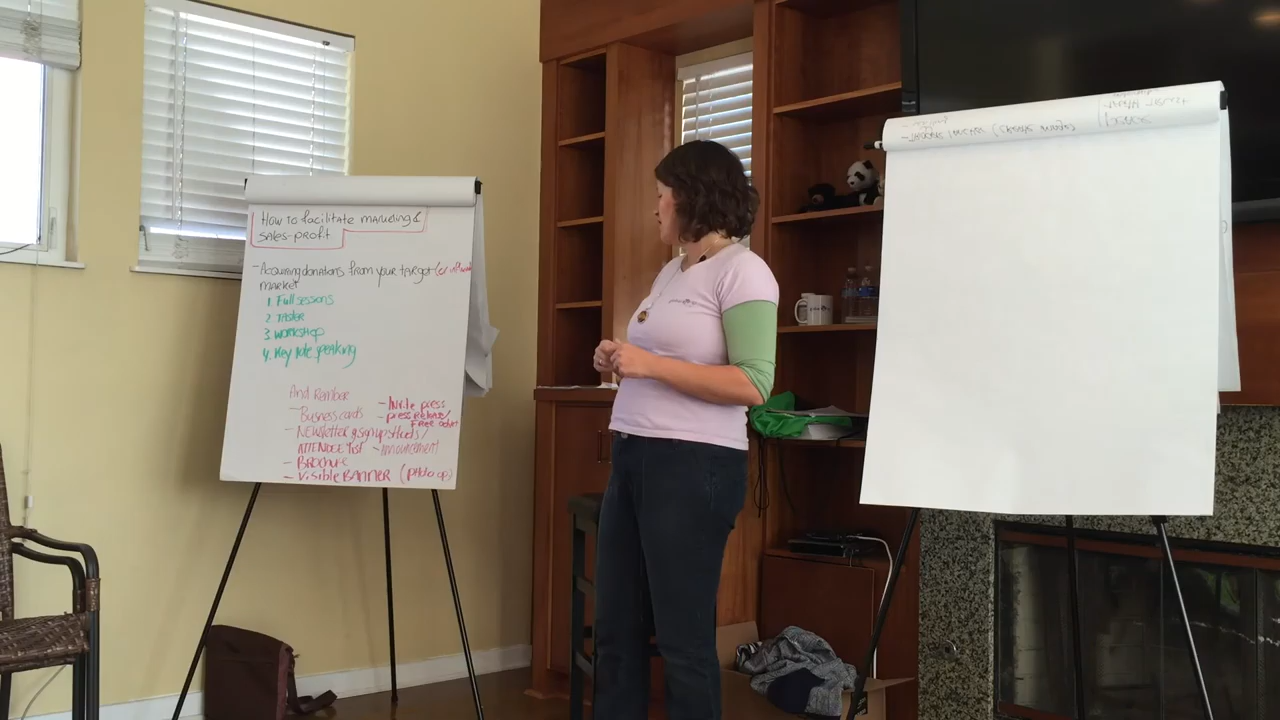 How to facilitate marketing &
sales-profit
- Acquiring donations from your target (or
market
1. Full sessions
2. TASTER
3. WORKSHOP
4. Key note speaking
And
- Business cards
- Invite press
- press Release/
Free
- NEWSletter signup sheets/
ATTENDEE list
- announcement
- BROCHURE
- VISIBLE BANNER (photo op)